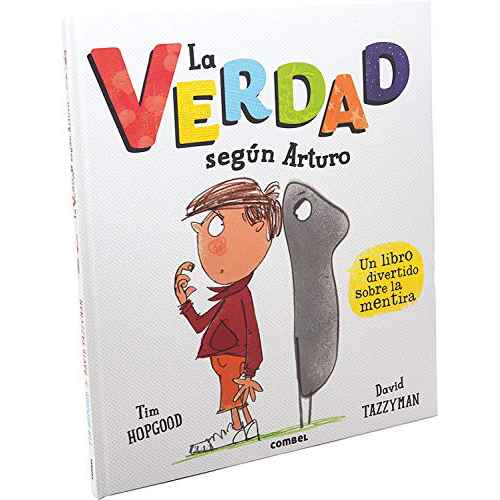 La
VERDAD
según Arturo
Un libro
divertido
sobre la
mentira
Tim
HOPGOOD
David
TAZZYMAN
COMBEL